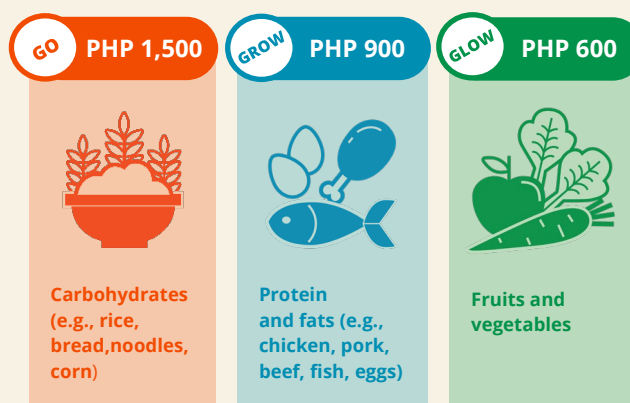 GO PHP 1,500
Carbohydrates
(e.g., rice,
bread,noodles,
corn)
GROW PHP 900
Protein
and fats (e.g.,
chicken, pork,
beef, fish, eggs)
GLOW PHP 600
Fruits and
vegetables